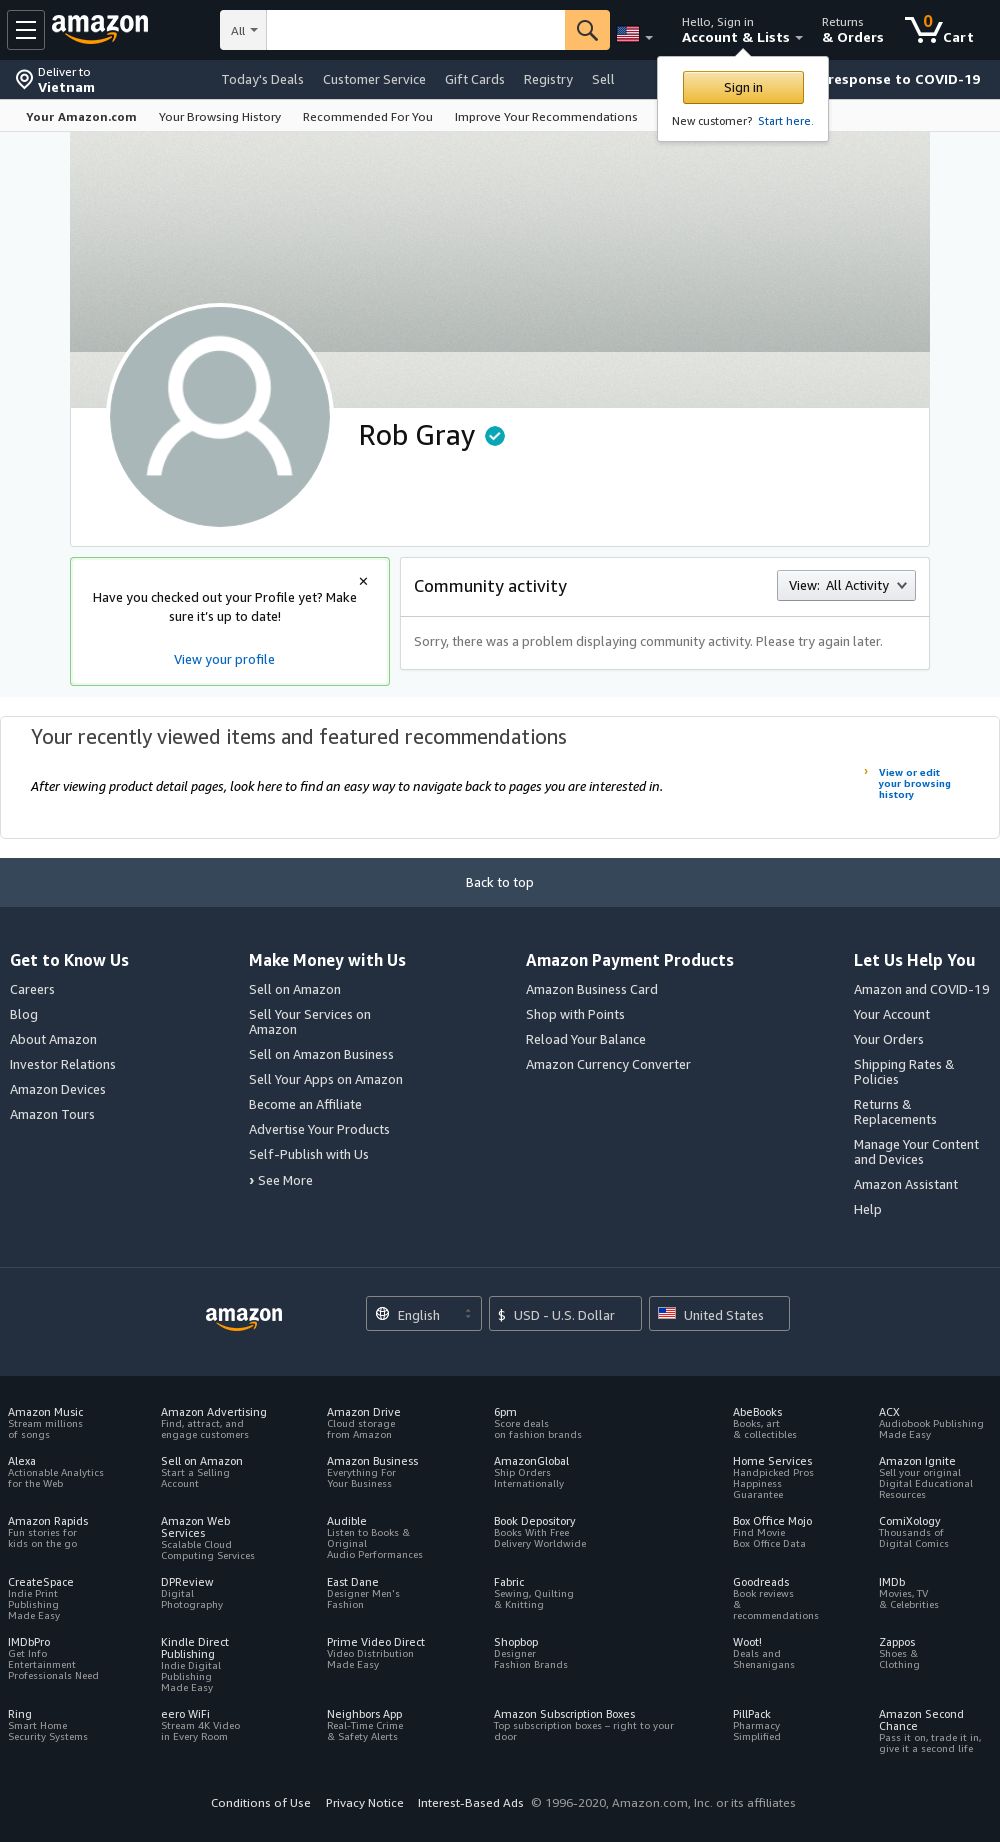 amazon
All
Hello, Sign in
Account & Lists
Returns
& Orders
0
Cart
Deliver to
Vietnam
Today's Deals
Customer Service
Gift Cards
Registry
Sell
response to COVID-19
Sign in
New customer? Start here.
Your Amazon.com
Your Browsing History
Recommended For You
Improve Your Recommendations
Rob Gray
Have you checked out your Profile yet? Make
sure it's up to date!
View your profile
Community activity
View: All Activity
Sorry, there was a problem displaying community activity. Please try again later.
Your recently viewed items and featured recommendations
After viewing product detail pages, look here to find an easy way to navigate back to pages you are interested in.
› View or edit
your browsing
history
Back to top
Get to Know Us
Careers
Blog
About Amazon
Investor Relations
Amazon Devices
Amazon Tours
Make Money with Us
Sell on Amazon
Sell Your Services on
Amazon
Sell on Amazon Business
Sell Your Apps on Amazon
Become an Affiliate
Advertise Your Products
Self-Publish with Us
› See More
Amazon Payment Products
Amazon Business Card
Shop with Points
Reload Your Balance
Amazon Currency Converter
Let Us Help You
Amazon and COVID-19
Your Account
Your Orders
Shipping Rates &
Policies
Returns &
Replacements
Manage Your Content
and Devices
Amazon Assistant
Help
amazon
English
$ USD - U.S. Dollar
United States
Amazon Music
Stream millions
of songs
Amazon Advertising
Find, attract, and
engage customers
Amazon Drive
Cloud storage
from Amazon
6pm
Score deals
on fashion brands
AbeBooks
Books, art
& collectibles
ACX
Audiobook Publishing
Made Easy
Alexa
Actionable Analytics
for the Web
Sell on Amazon
Start a Selling
Account
Amazon Business
Everything For
Your Business
AmazonGlobal
Ship Orders
Internationally
Home Services
Handpicked Pros
Happiness
Guarantee
Amazon Ignite
Sell your original
Digital Educational
Resources
Amazon Rapids
Fun stories for
kids on the go
Amazon Web
Services
Scalable Cloud
Computing Services
Audible
Listen to Books &
Original
Audio Performances
Book Depository
Books With Free
Delivery Worldwide
Box Office Mojo
Find Movie
Box Office Data
ComiXology
Thousands of
Digital Comics
CreateSpace
Indie Print
Publishing
Made Easy
DPReview
Digital
Photography
East Dane
Designer Men's
Fashion
Fabric
Sewing, Quilting
& Knitting
Goodreads
Book reviews
&
recommendations
IMDb
Movies, TV
& Celebrities
IMDbPro
Get Info
Entertainment
Professionals Need
Kindle Direct
Publishing
Indie Digital
Publishing
Made Easy
Prime Video Direct
Video Distribution
Made Easy
Shopbop
Designer
Fashion Brands
Woot!
Deals and
Shenanigans
Zappos
Shoes &
Clothing
Ring
Smart Home
Security Systems
eero WiFi
Stream 4K Video
in Every Room
Neighbors App
Real-Time Crime
& Safety Alerts
Amazon Subscription Boxes
Top subscription boxes – right to your
door
PillPack
Pharmacy
Simplified
Amazon Second
Chance
Pass it on, trade it in,
give it a second life
Conditions of Use
Privacy Notice
Interest-Based Ads
© 1996-2020, Amazon.com, Inc. or its affiliates